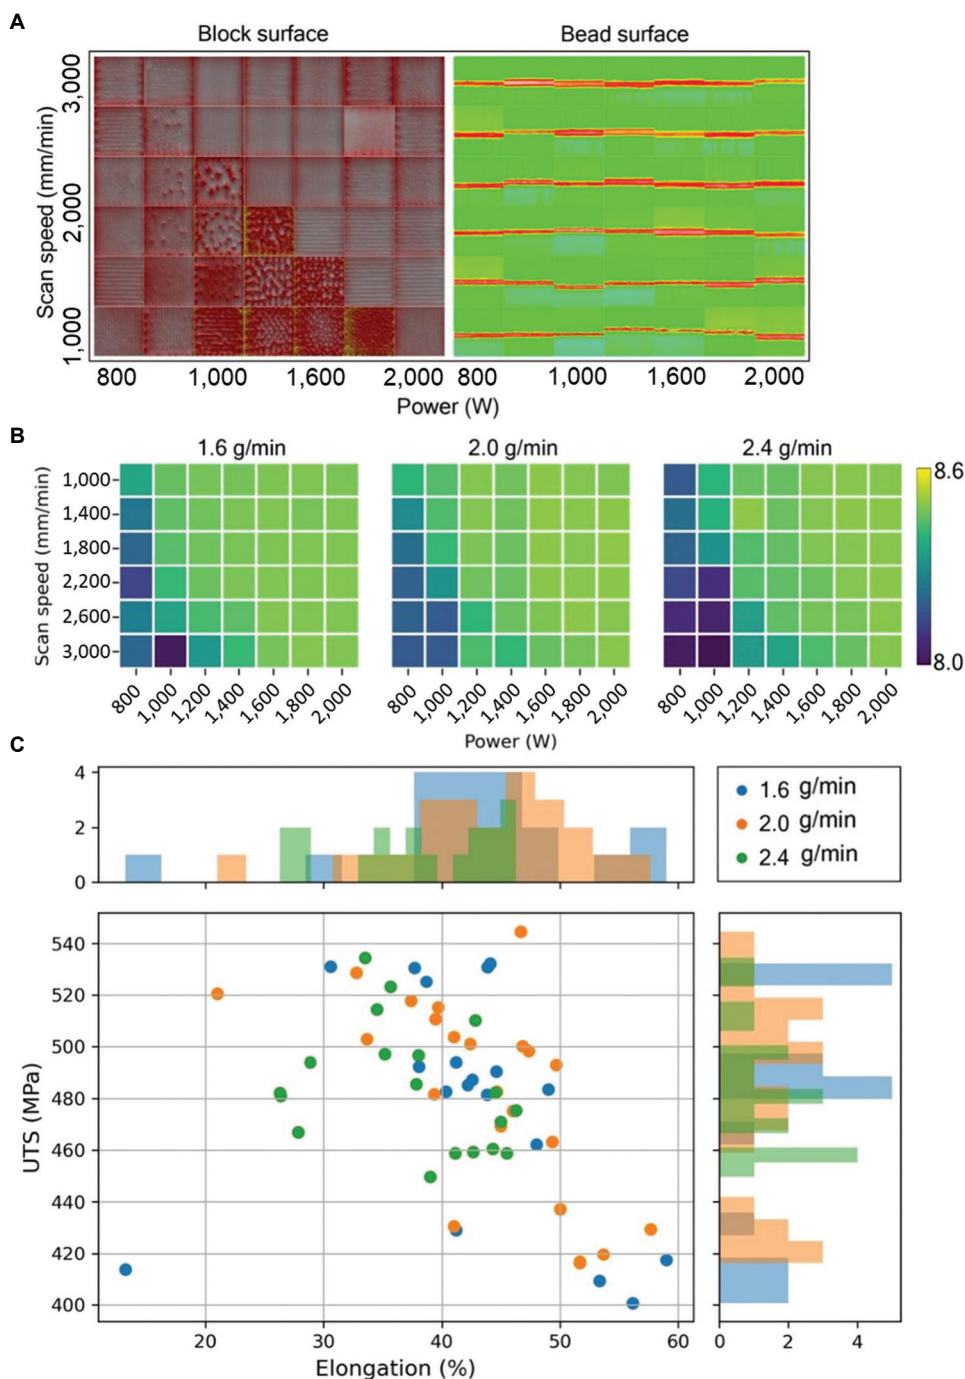 A
Block surface Bead surface
Scan speed (mm/min)
3,000
2,000
1,000
800 1,000 1,600 2,000 800 1,000 1,600 2,000
Power (W)
B
1.6 g/min 2.0 g/min 2.4 g/min
Scan speed (mm/min)
1,000
1,400
1,800
2,200
2,600
3,000
8.6
8.0
800 1,000 1,200 1,400 1,600 1,800 2,000 800 1,000 1,200 1,400 1,600 1,800 2,000 800 1,000 1,200 1,400 1,600 1,800 2,000
Power (W)
C
4
2
0
1.6 g/min
2.0 g/min
2.4 g/min
UTS (MPa)
540
520
500
480
460
440
420
400
20 30 40 50 60 0 2 4
Elongation (%)